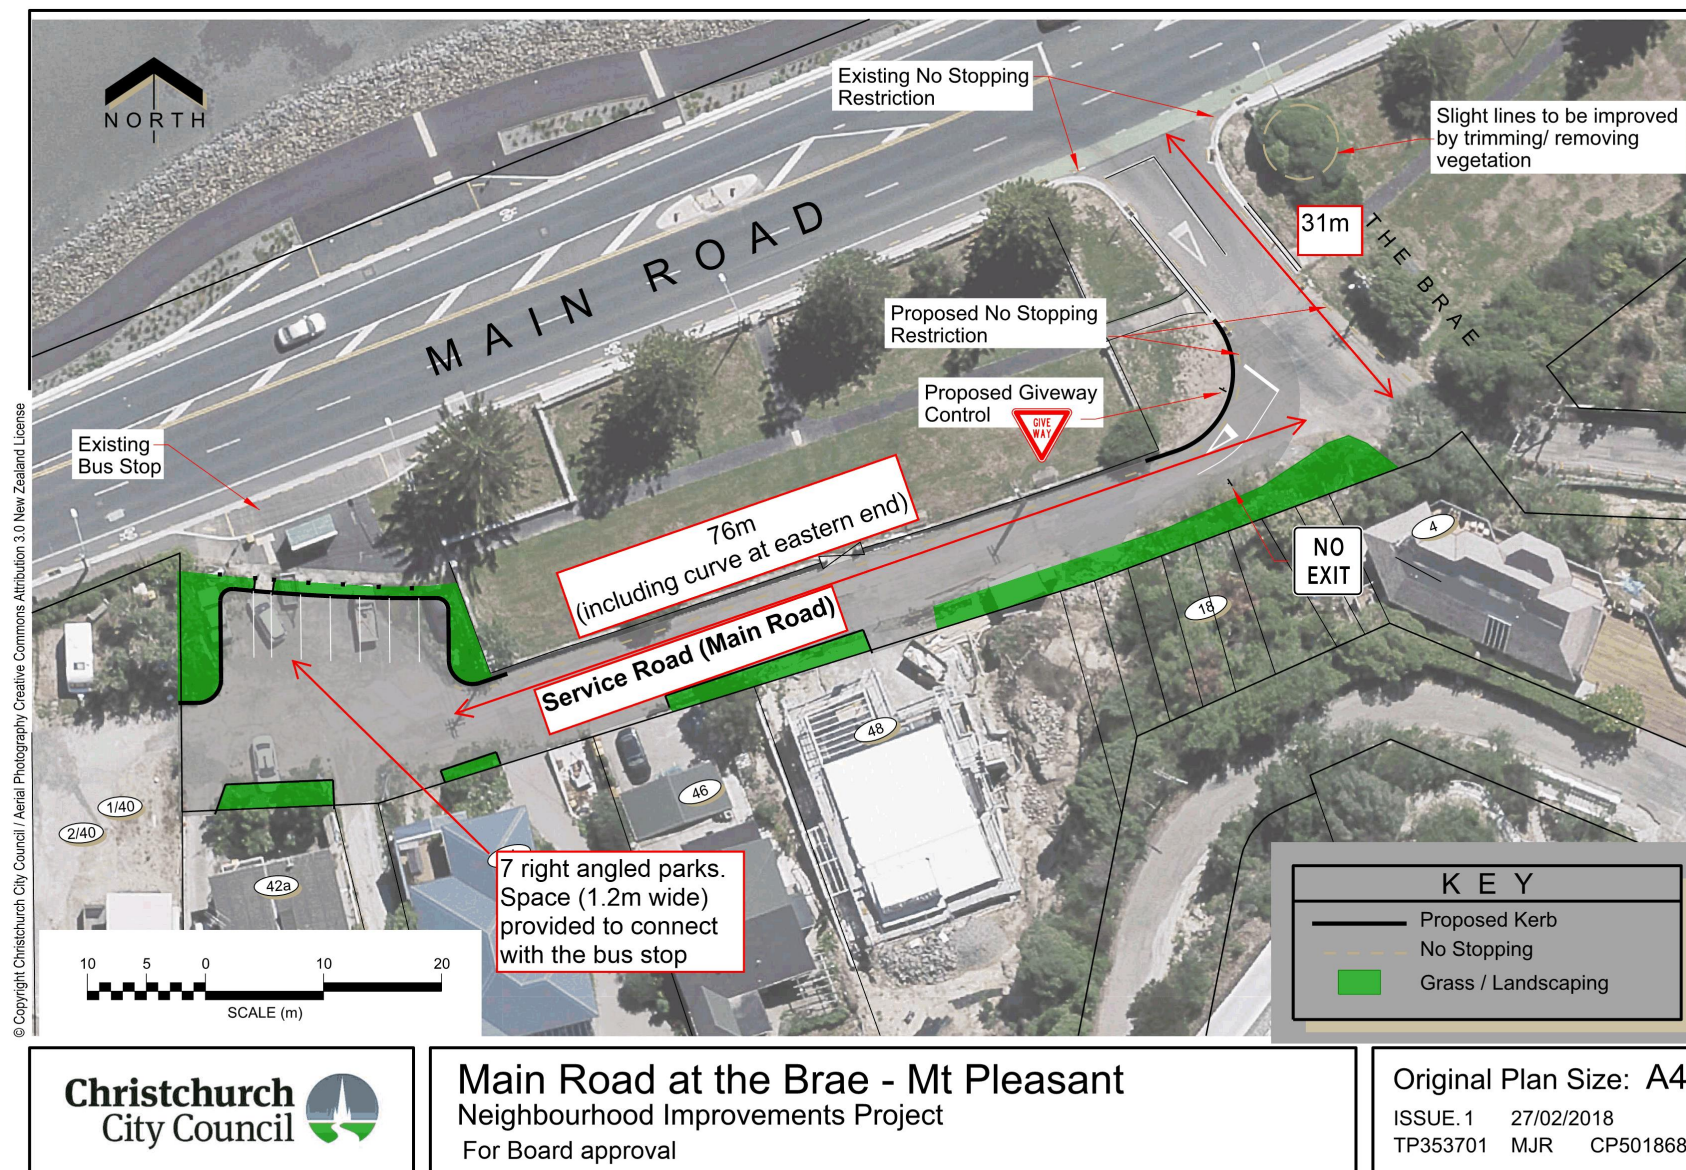 NORTH
Existing No Stopping
Restriction
Slight lines to be improved
by trimming/ removing
vegetation
31m
THE BRAE
MAIN ROAD
Proposed No Stopping
Restriction
Proposed Giveway
Control
GIVE
WAY
Existing
Bus Stop
76m
(including curve at eastern end)
Service Road (Main Road)
NO
EXIT
4
18
48
46
1/40
2/40
42a
7 right angled parks.
Space (1.2m wide)
provided to connect
with the bus stop
10 5 0 10 20
SCALE (m)
KEY
Proposed Kerb
No Stopping
Grass / Landscaping
© Copyright Christchurch City Council / Aerial Photography Creative Commons Attribution 3.0 New Zealand License
Christchurch
City Council
Main Road at the Brae - Mt Pleasant
Neighbourhood Improvements Project
For Board approval
Original Plan Size: A4
ISSUE. 1 27/02/2018
TP353701 MJR CP501868